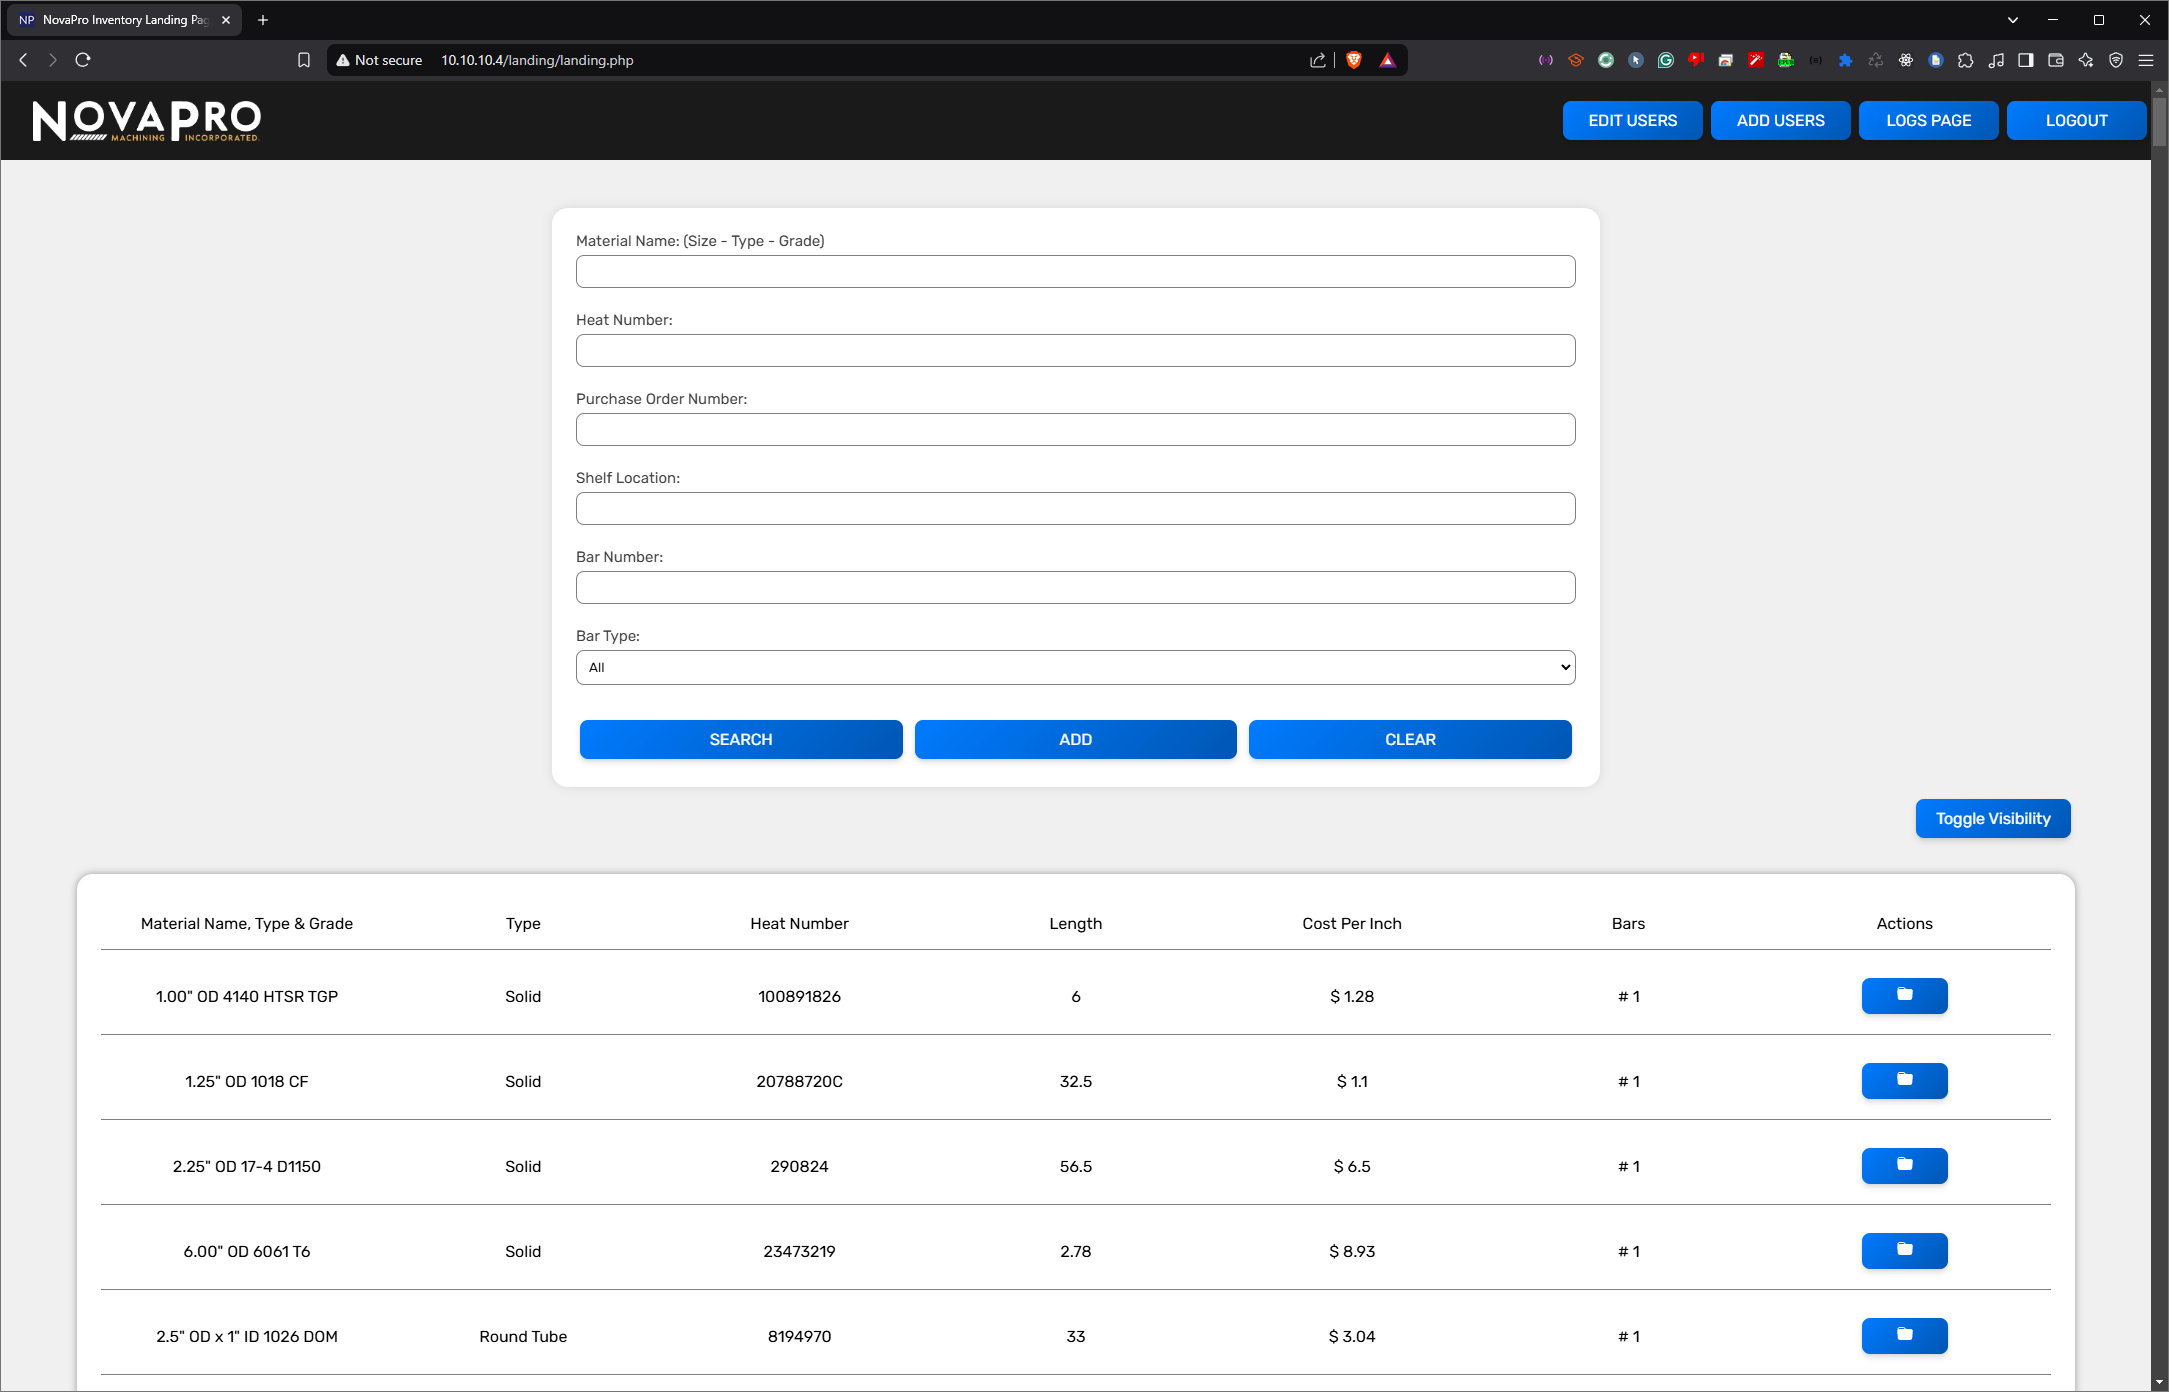 NP NovaPro Inventory Landing Pag
Not secure 10.10.10.4/landing/landing.php
NOVAPRO
MACHINING INCORPORATED
EDIT USERS ADD USERS LOGS PAGE LOGOUT
Material Name: (Size - Type - Grade)
Heat Number:
Purchase Order Number:
Shelf Location:
Bar Number:
Bar Type:
All
SEARCH ADD CLEAR
Toggle Visibility
Material Name, Type & Grade Type Heat Number Length Cost Per Inch Bars Actions
1.00" OD 4140 HTSR TGP Solid 100891826 6 $ 1.28 # 1
1.25" OD 1018 CF Solid 20788720C 32.5 $ 1.1 # 1
2.25" OD 17-4 D1150 Solid 290824 56.5 $ 6.5 # 1
6.00" OD 6061 T6 Solid 23473219 2.78 $ 8.93 # 1
2.5" OD x 1" ID 1026 DOM Round Tube 8194970 33 $ 3.04 # 1